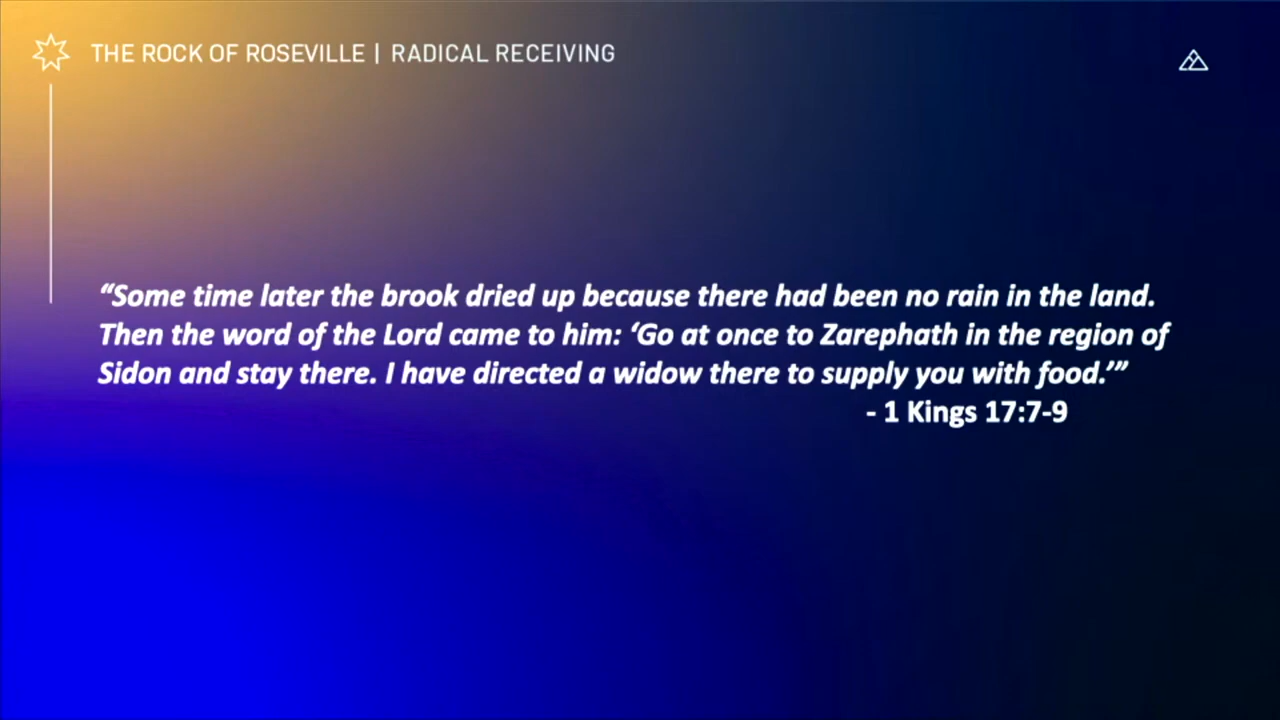 THE ROCK OF ROSEVILLE | RADICAL RECEIVING
“Some time later the brook dried up because there had been no rain in the land.
Then the word of the Lord came to him: ‘Go at once to Zarephath in the region of
Sidon and stay there. I have directed a widow there to supply you with food.’”
- 1 Kings 17:7-9